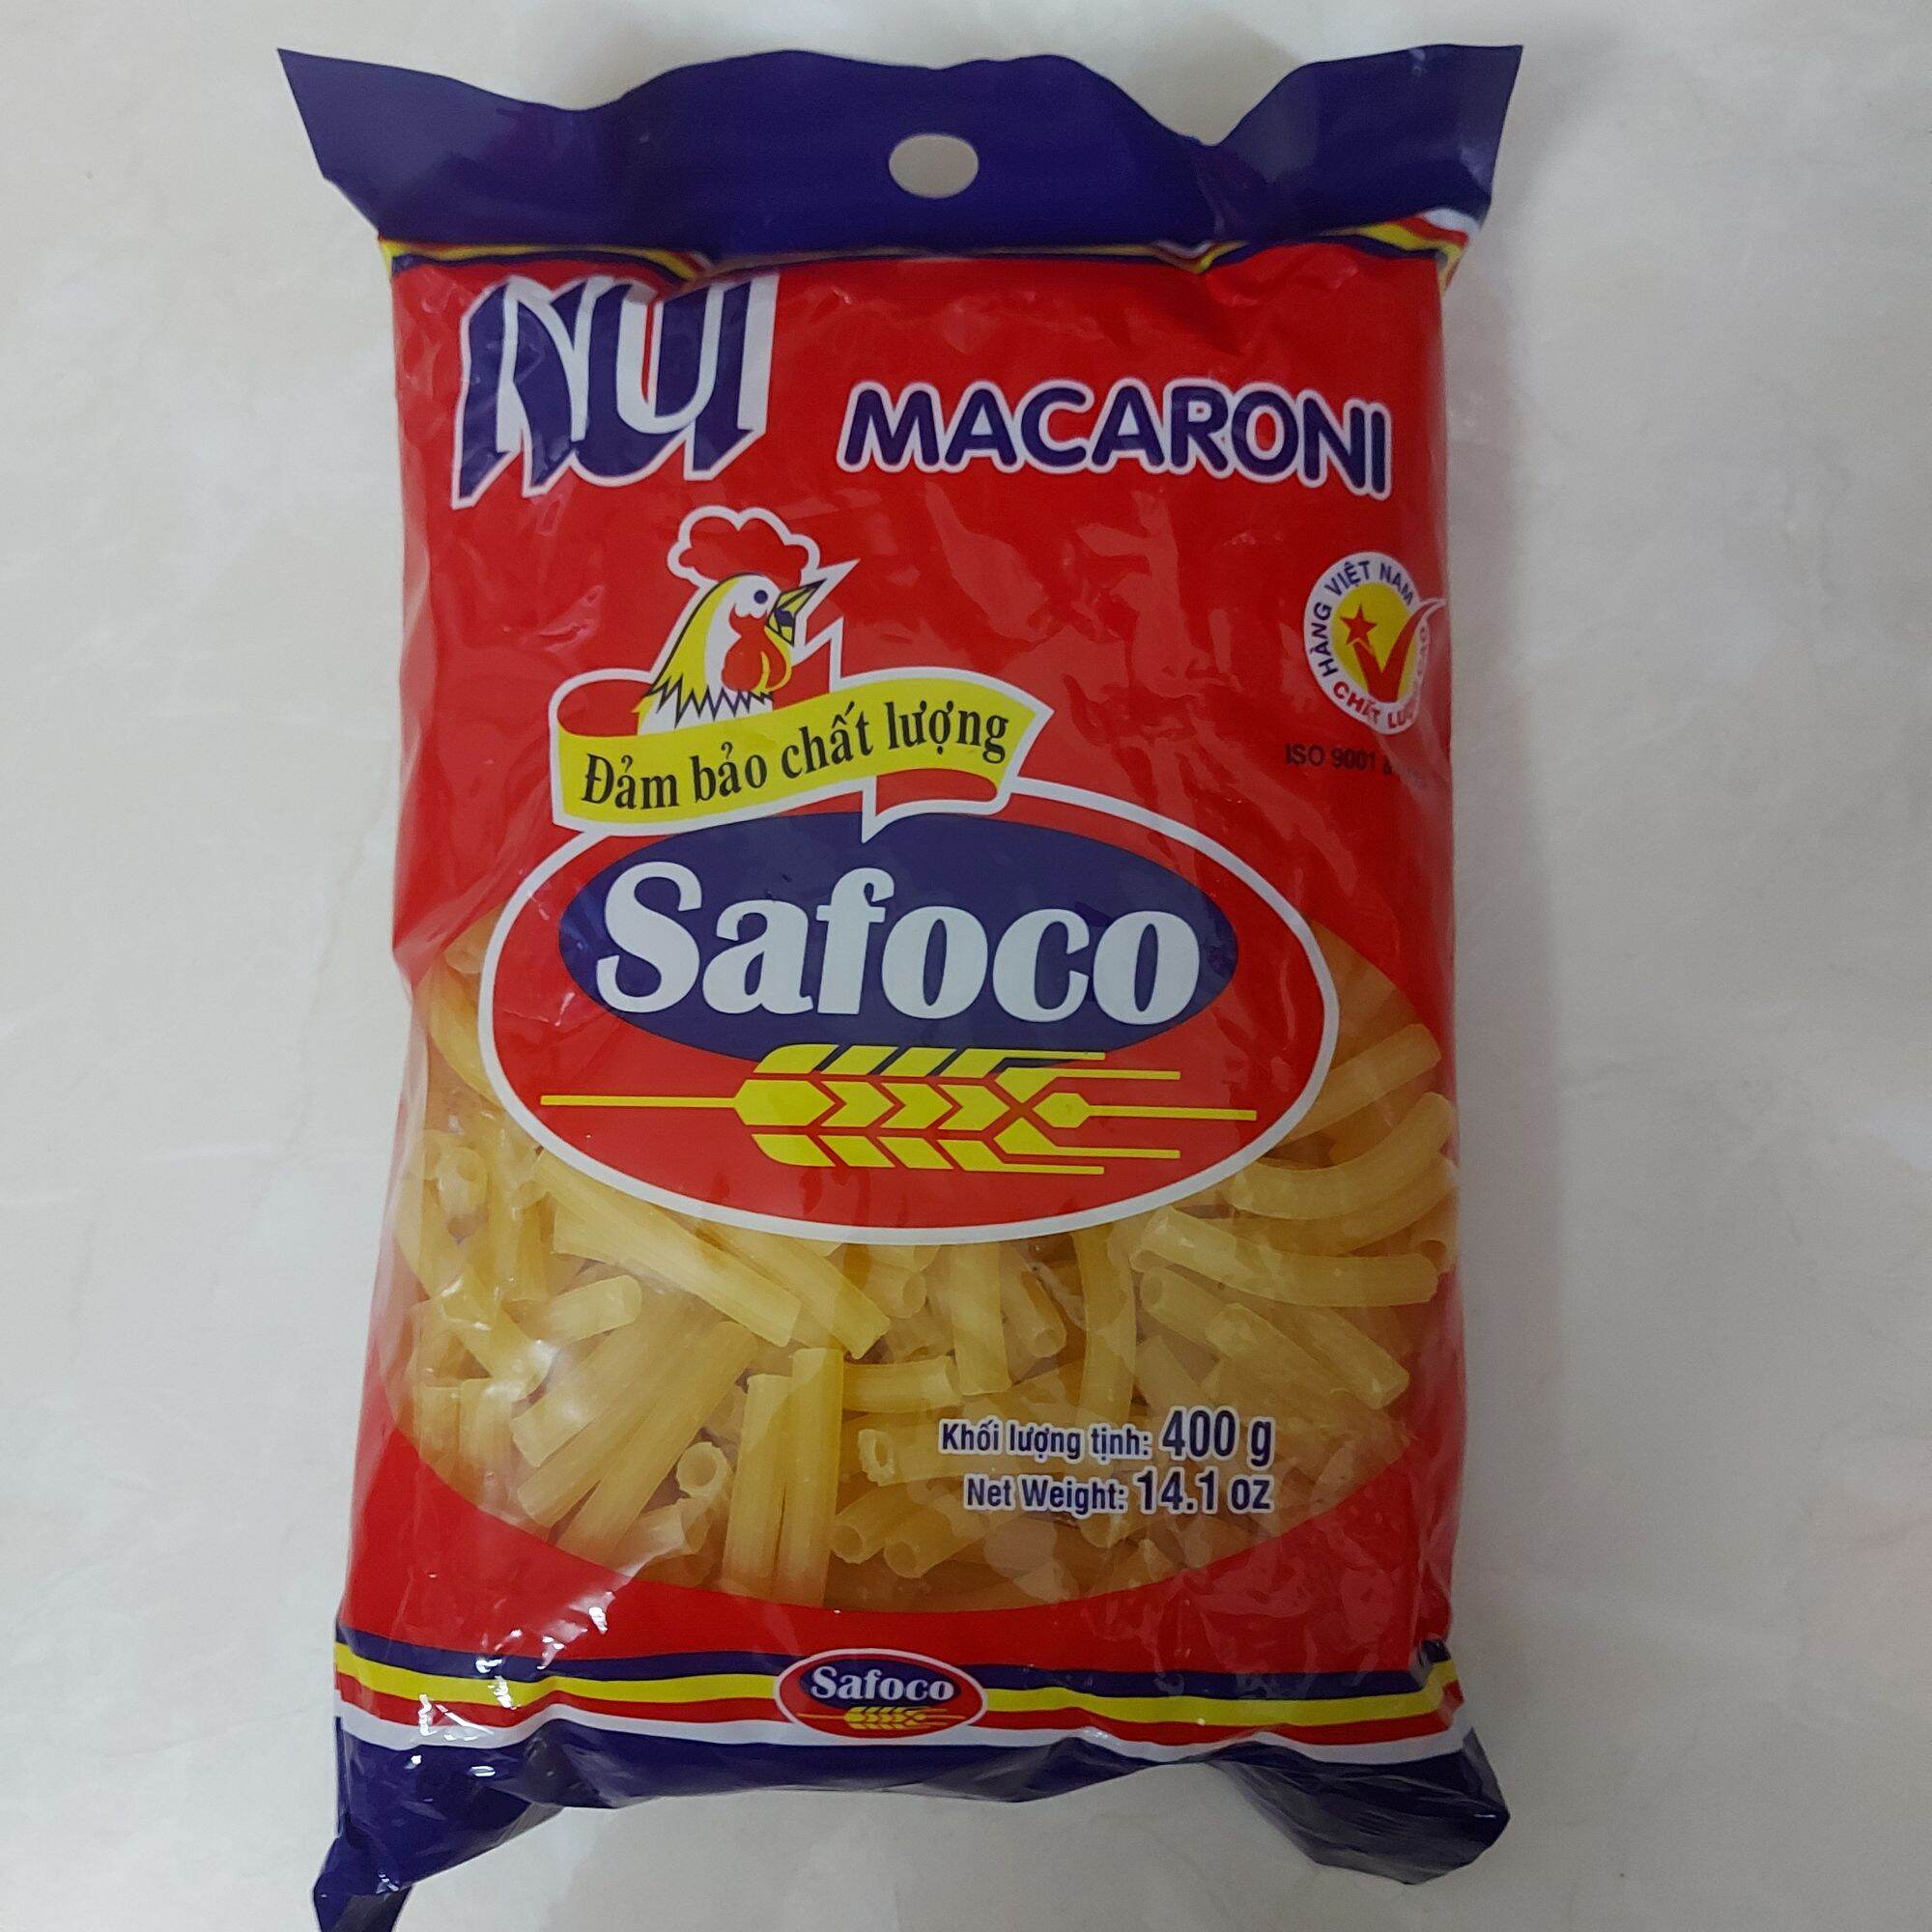 NUI
MACARONI
HÀNG VIỆT NAM
CHẤT LƯỢNG CAO
ISO 9001
Đảm bảo chất lượng
Safoco
Khối lượng tịnh: 400 g
Net Weight: 14.1 oz
Safoco